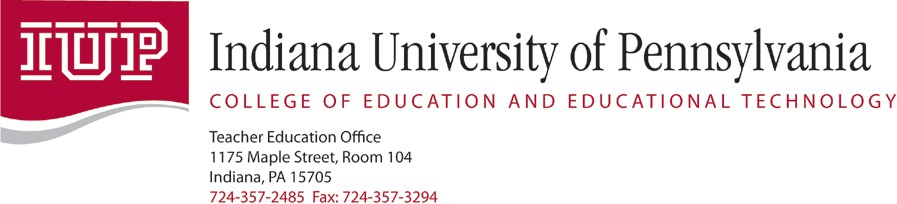 IUP
Indiana University of Pennsylvania
COLLEGE OF EDUCATION AND EDUCATIONAL TECHNOLOGY
Teacher Education Office
1175 Maple Street, Room 104
Indiana, PA 15705
724-357-2485 Fax: 724-357-3294